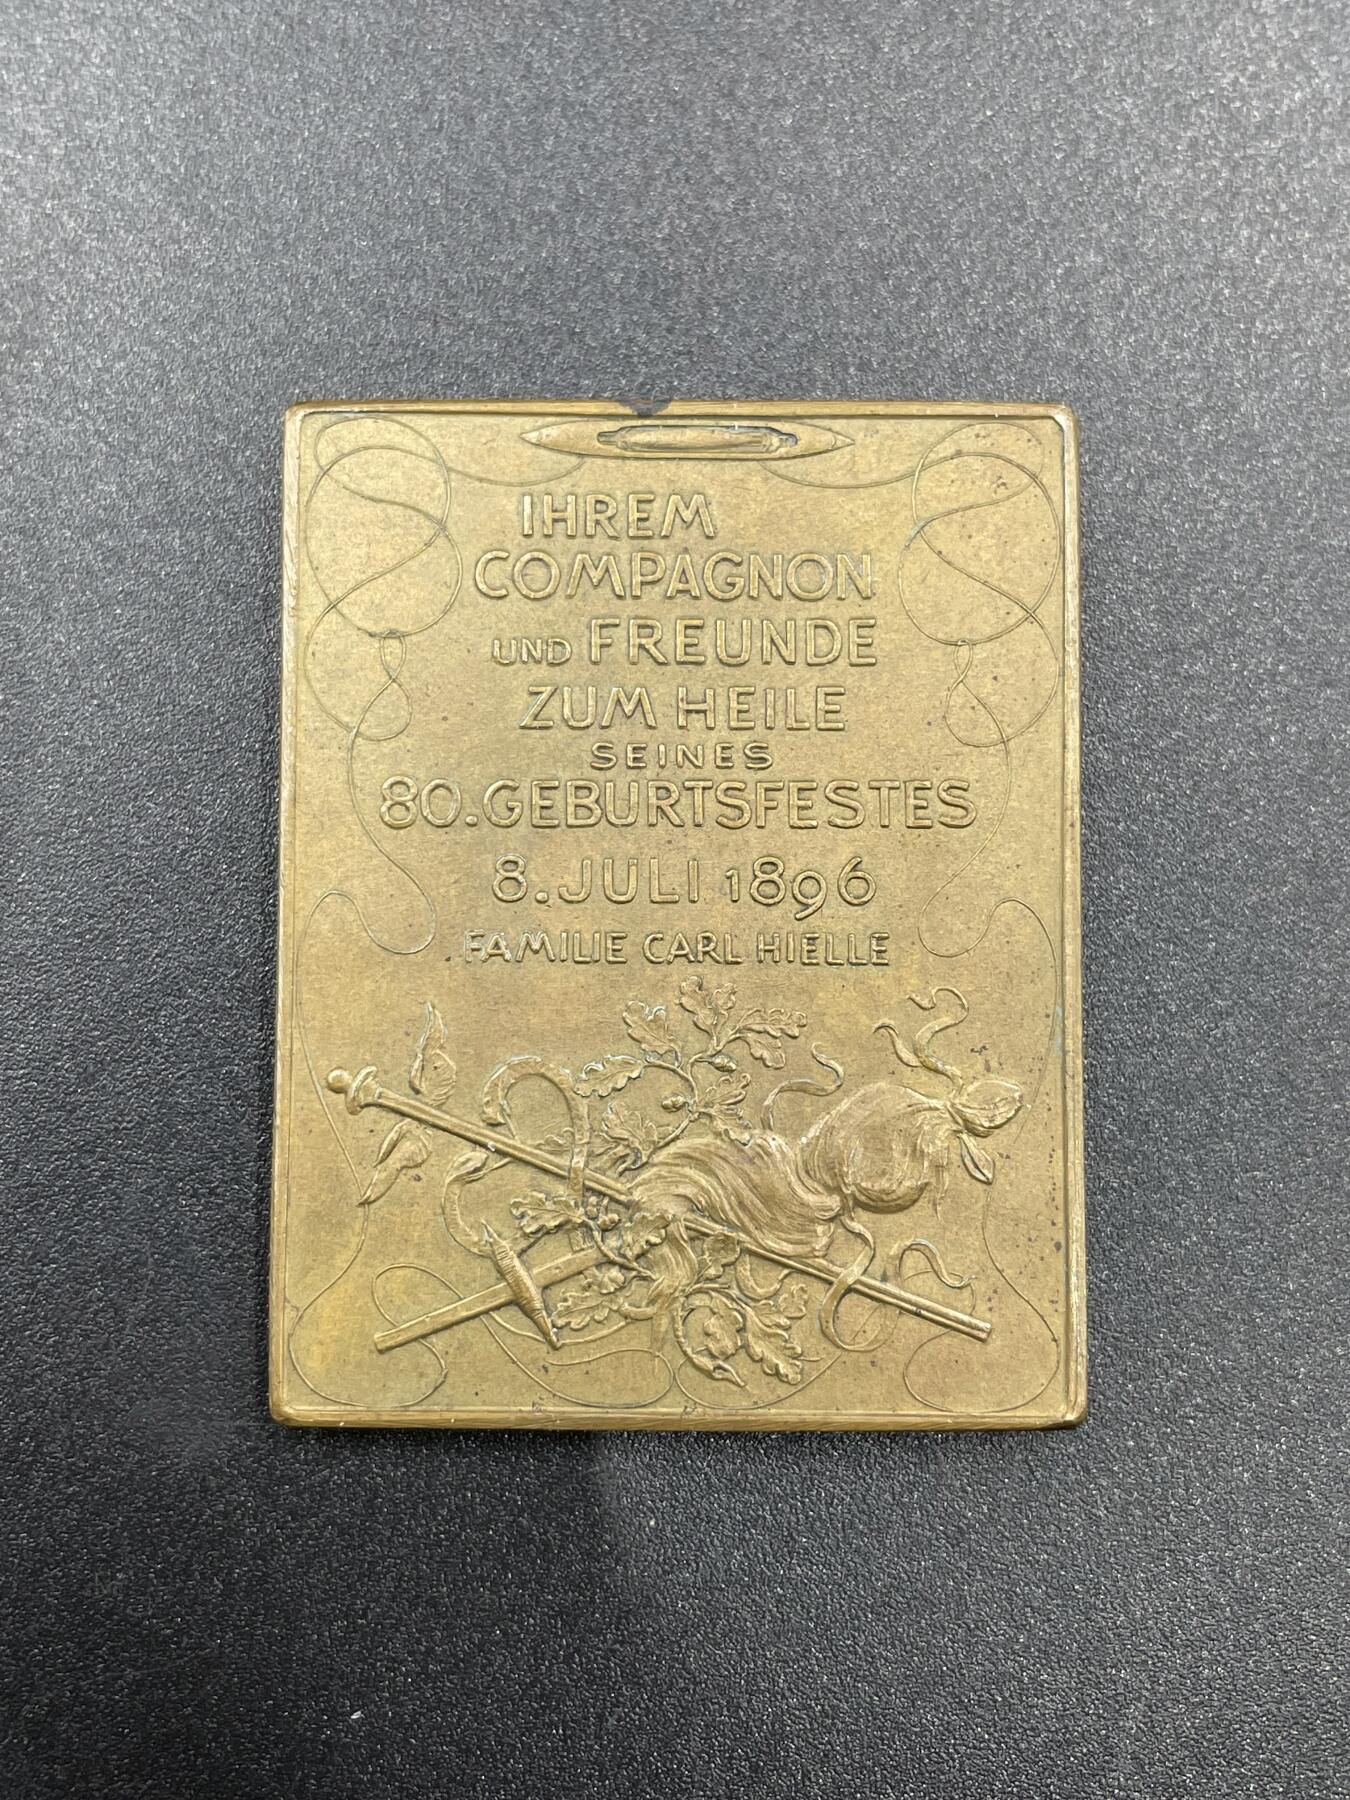 IHREM
COMPAGNON
UND FREUNDE
ZUM HEILE
SEINES
80. GEBURTSFESTES
8. JULI 1896
FAMILIE CARL HIELLE